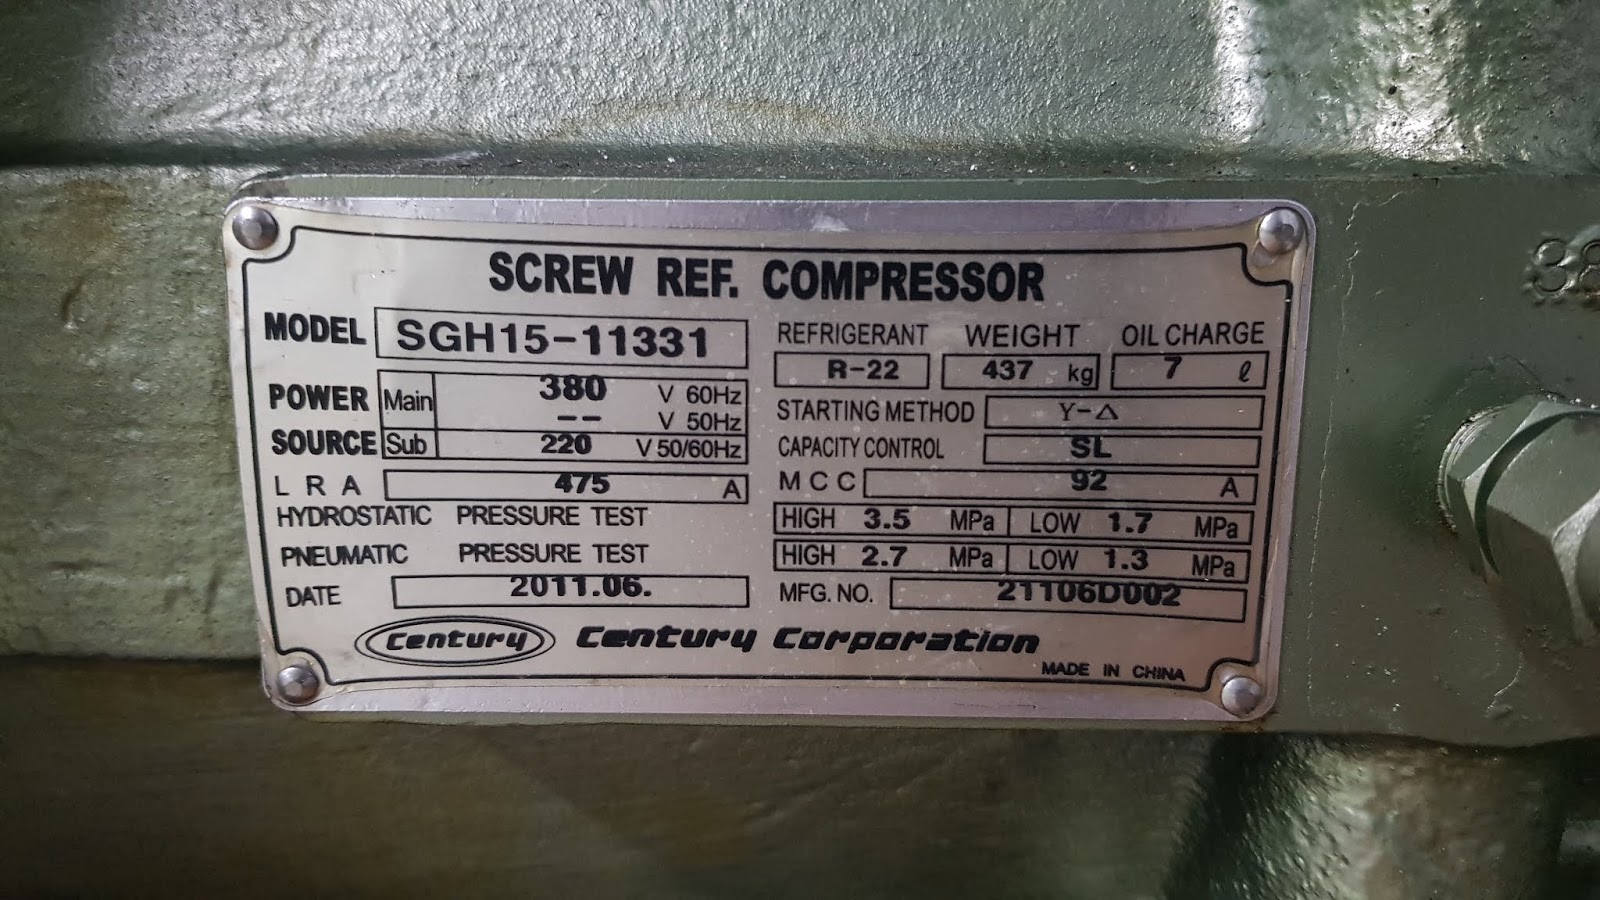 SCREW REF. COMPRESSOR
MODEL SGH15-11331
REFRIGERANT WEIGHT OIL CHARGE
R-22 437 kg 7 ℓ
POWER SOURCE Main 380 V 60Hz
-- V 50Hz
Sub 220 V 50/60Hz
STARTING METHOD Y-△
CAPACITY CONTROL SL
L R A 475 A
M C C 92 A
HYDROSTATIC PRESSURE TEST HIGH 3.5 MPa LOW 1.7 MPa
PNEUMATIC PRESSURE TEST HIGH 2.7 MPa LOW 1.3 MPa
DATE 2011.06. MFG. NO. 21106D002
Century Century Corporation
MADE IN CHINA